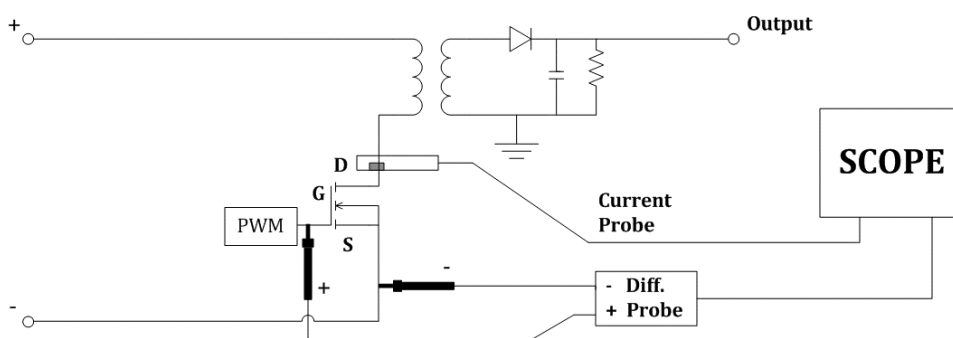 +
Output
D
SCOPE
G
Current
Probe
PWM
S
-
+
- Diff.
+ Probe
-